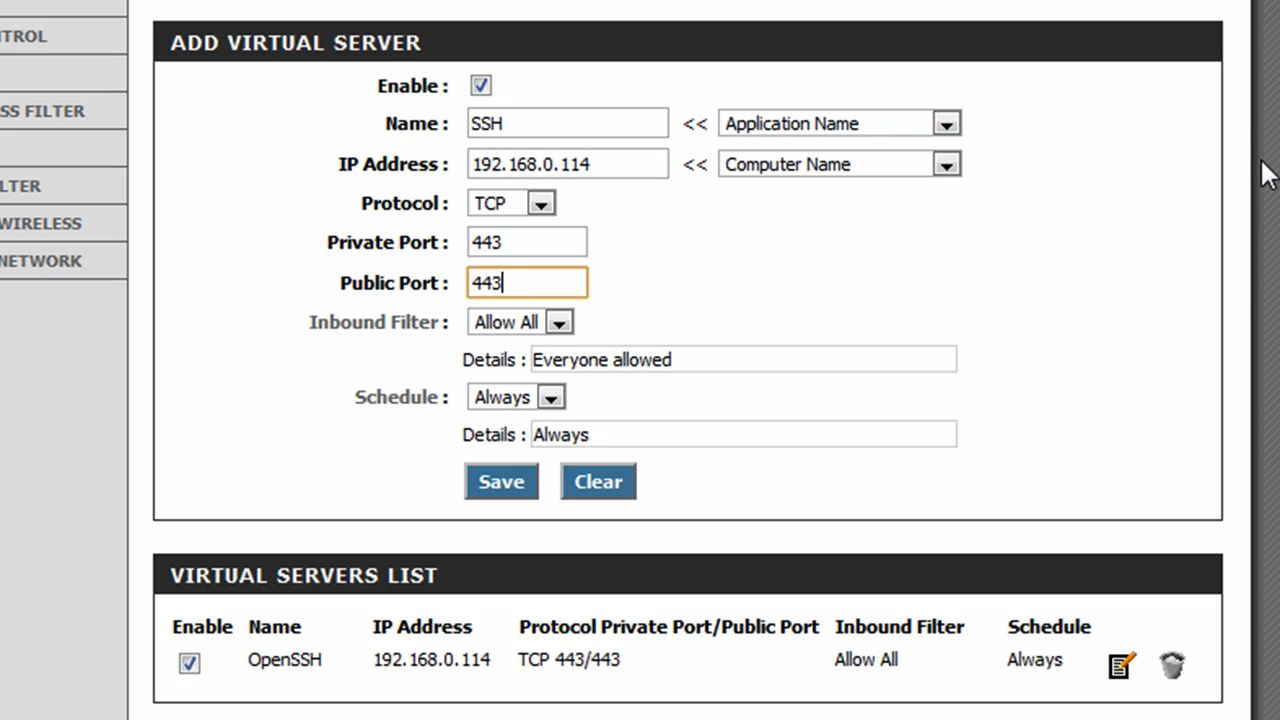 NTROL
SS FILTER
LTER
WIRELESS
NETWORK
ADD VIRTUAL SERVER
Enable :
Name : SSH << Application Name
IP Address : 192.168.0.114 << Computer Name
Protocol : TCP
Private Port : 443
Public Port : 443
Inbound Filter : Allow All
Details : Everyone allowed
Schedule : Always
Details : Always
Save Clear
VIRTUAL SERVERS LIST
Enable Name IP Address Protocol Private Port/Public Port Inbound Filter Schedule
OpenSSH 192.168.0.114 TCP 443/443 Allow All Always